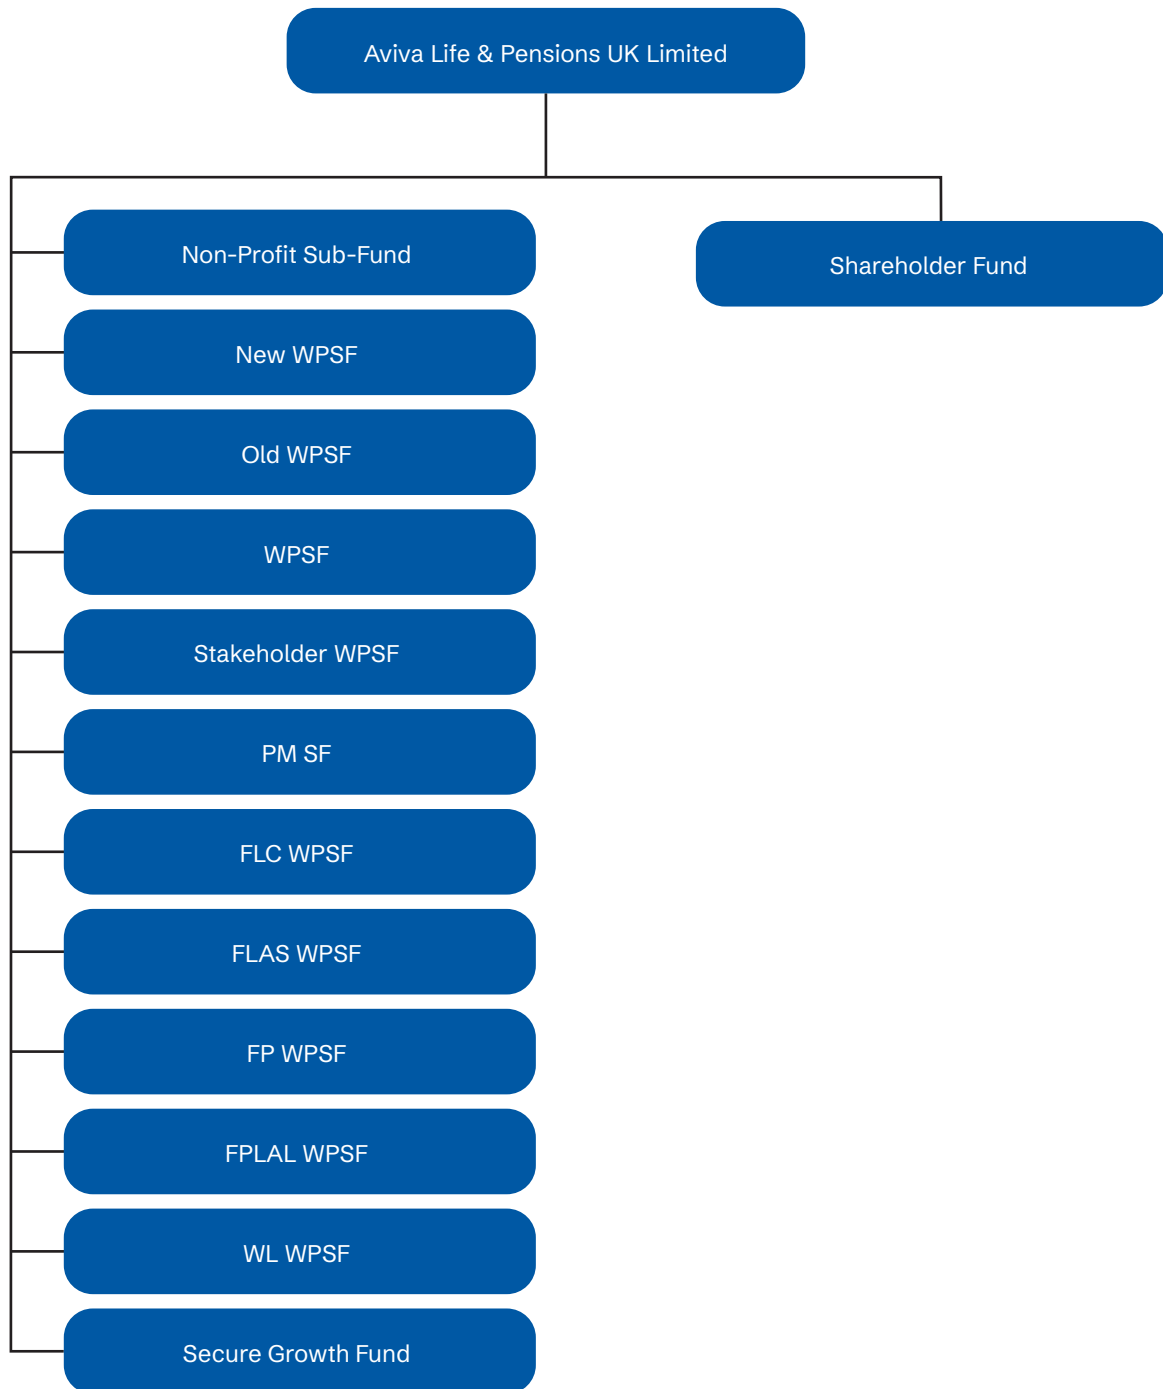 Aviva Life & Pensions UK Limited
Non-Profit Sub-Fund
Shareholder Fund
New WPSF
Old WPSF
WPSF
Stakeholder WPSF
PM SF
FLC WPSF
FLAS WPSF
FP WPSF
FPLAL WPSF
WL WPSF
Secure Growth Fund